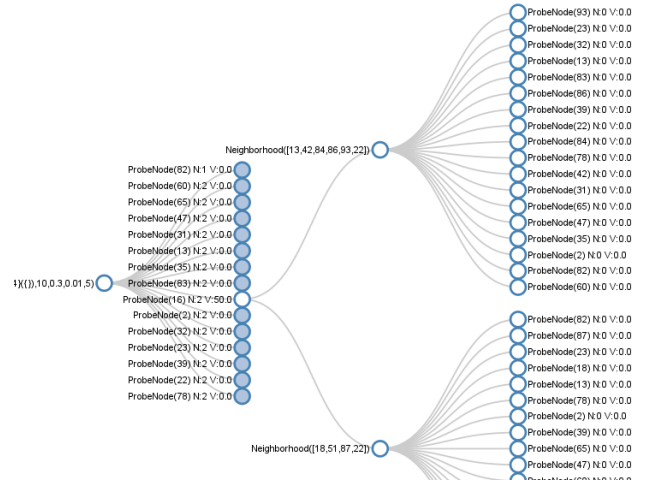 ProbeNode(93) N:0 V:0.0
ProbeNode(23) N:0 V:0.0
ProbeNode(32) N:0 V:0.0
ProbeNode(13) N:0 V:0.0
ProbeNode(83) N:0 V:0.0
ProbeNode(86) N:0 V:0.0
ProbeNode(39) N:0 V:0.0
ProbeNode(22) N:0 V:0.0
ProbeNode(84) N:0 V:0.0
ProbeNode(78) N:0 V:0.0
ProbeNode(42) N:0 V:0.0
ProbeNode(31) N:0 V:0.0
ProbeNode(65) N:0 V:0.0
ProbeNode(47) N:0 V:0.0
ProbeNode(35) N:0 V:0.0
ProbeNode(2) N:0 V:0.0
ProbeNode(82) N:0 V:0.0
ProbeNode(60) N:0 V:0.0
Neighborhood([13,42,84,86,93,22])
ProbeNode(82) N:1 V:0.0
ProbeNode(60) N:2 V:0.0
ProbeNode(65) N:2 V:0.0
ProbeNode(47) N:2 V:0.0
ProbeNode(31) N:2 V:0.0
ProbeNode(13) N:2 V:0.0
ProbeNode(35) N:2 V:0.0
ProbeNode(83) N:2 V:0.0
ProbeNode(16) N:2 V:50.0
ProbeNode(2) N:2 V:0.0
ProbeNode(32) N:2 V:0.0
ProbeNode(23) N:2 V:0.0
ProbeNode(39) N:2 V:0.0
ProbeNode(22) N:2 V:0.0
ProbeNode(78) N:2 V:0.0
({}),10,0.3,0.01,5)
Neighborhood([18,51,87,22])
ProbeNode(82) N:0 V:0.0
ProbeNode(87) N:0 V:0.0
ProbeNode(23) N:0 V:0.0
ProbeNode(18) N:0 V:0.0
ProbeNode(13) N:0 V:0.0
ProbeNode(78) N:0 V:0.0
ProbeNode(2) N:0 V:0.0
ProbeNode(39) N:0 V:0.0
ProbeNode(65) N:0 V:0.0
ProbeNode(47) N:0 V:0.0